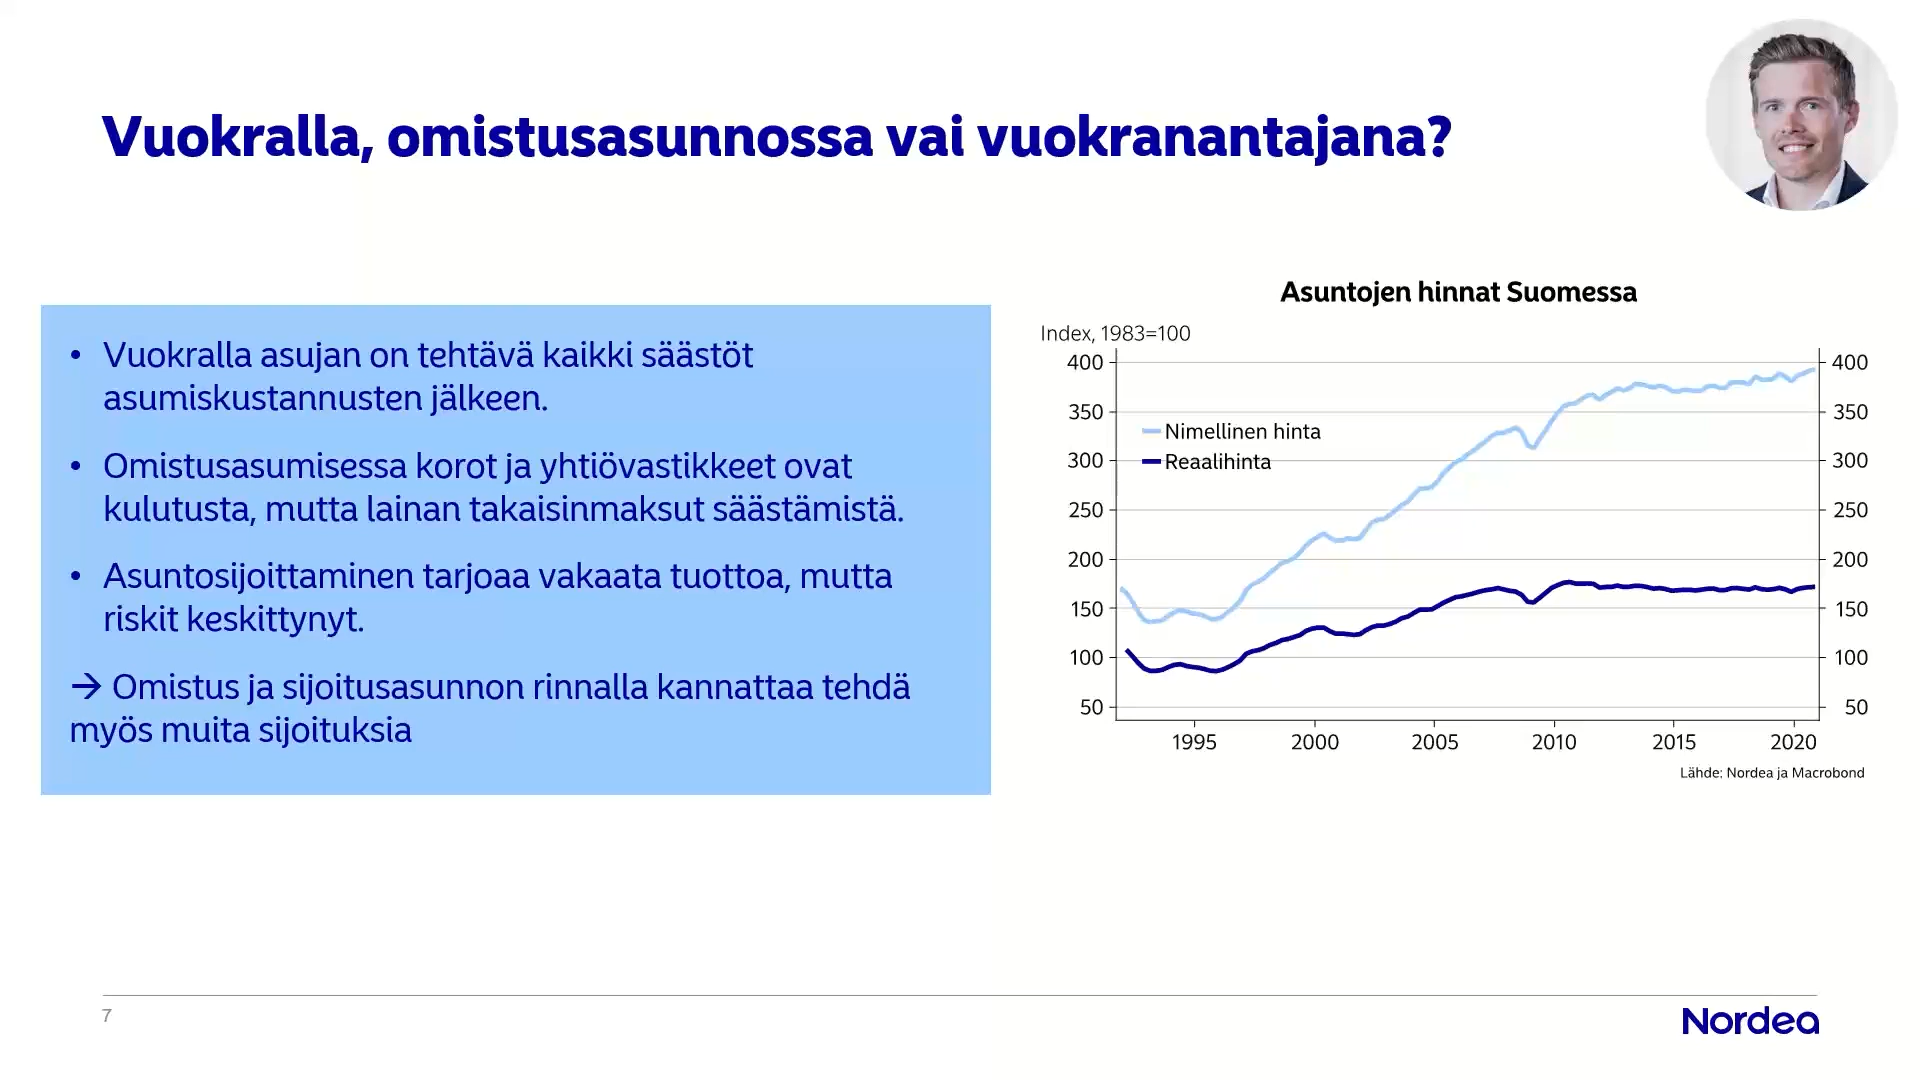 Vuokralla, omistusasunnossa vai vuokranantajana?
• Vuokralla asujan on tehtävä kaikki säästöt
asumiskustannusten jälkeen.
• Omistusasumisessa korot ja yhtiövastikkeet ovat
kulutusta, mutta lainan takaisinmaksut säästämistä.
• Asuntosijoittaminen tarjoaa vakaata tuottoa, mutta
riskit keskittynyt.
→ Omistus ja sijoitusasunnon rinnalla kannattaa tehdä
myös muita sijoituksia
Asuntojen hinnat Suomessa
Index, 1983=100
400 400
350 350
Nimellinen hinta
300 300
Reaalihinta
250 250
200 200
150 150
100 100
50 50
1995 2000 2005 2010 2015 2020
Lähde: Nordea ja Macrobond
7
Nordea